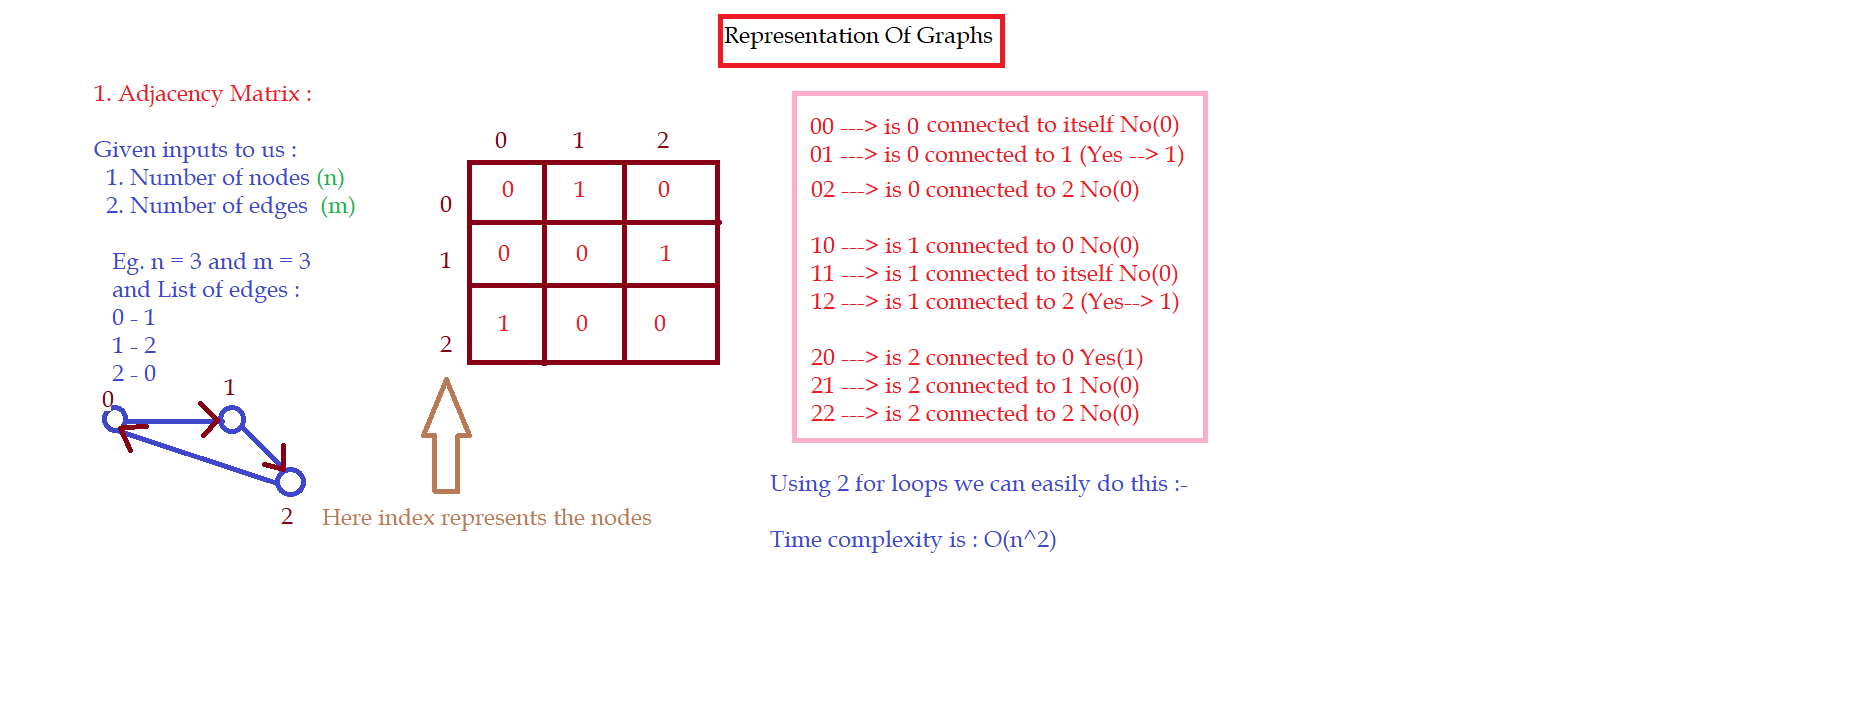 Representation Of Graphs
1. Adjacency Matrix :
Given inputs to us :
1. Number of nodes (n)
2. Number of edges (m)
Eg. n = 3 and m = 3
and List of edges :
0 - 1
1 - 2
2 - 0
0
1
2
0 1 2
0 0 1 0
1 0 0 1
2 1 0 0
Here index represents the nodes
00 ---> is 0 connected to itself No(0)
01 ---> is 0 connected to 1 (Yes --> 1)
02 ---> is 0 connected to 2 No(0)
10 ---> is 1 connected to 0 No(0)
11 ---> is 1 connected to itself No(0)
12 ---> is 1 connected to 2 (Yes--> 1)
20 ---> is 2 connected to 0 Yes(1)
21 ---> is 2 connected to 1 No(0)
22 ---> is 2 connected to 2 No(0)
Using 2 for loops we can easily do this :-
Time complexity is : O(n^2)